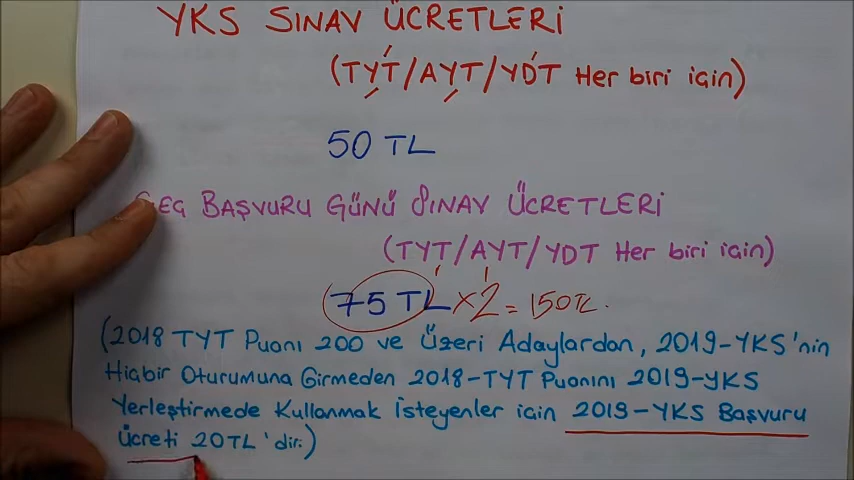 YKS SINAV ÜCRETLERİ
(TYT/AYT/YDT Her biri için)
50 TL
GEÇ BAŞVURU GÜNÜ SINAV ÜCRETLERİ
(TYT/AYT/YDT Her biri için)
75 TL x2 = 150TL.
(2018 TYT Puanı 200 ve Üzeri Adaylardan, 2019-YKS'nin
Hiçbir Oturumuna Girmeden 2018-TYT Puanını 2019-YKS
Yerleştirmede Kullanmak İsteyenler için 2019-YKS Başvuru
Ücreti 20TL'dir.)